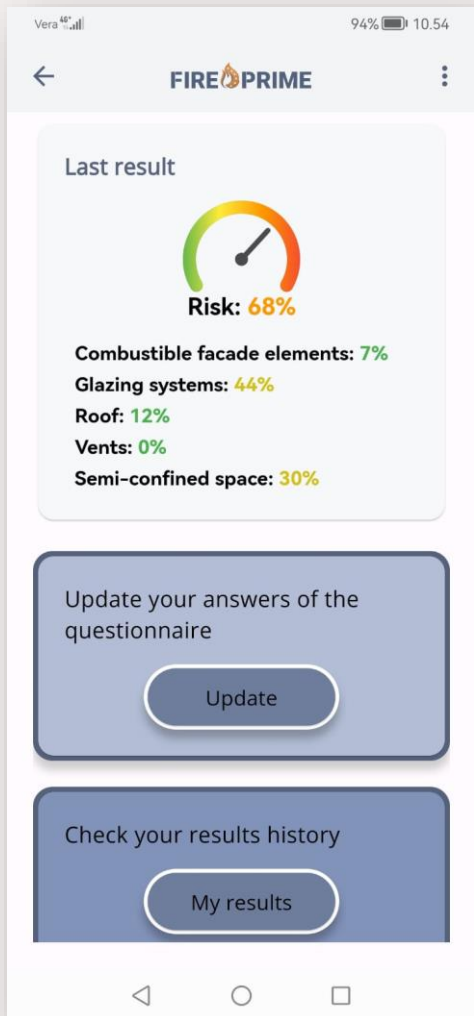 Vera 46+
94% 10.54
FIRE PRIME
Last result
Risk: 68%
Combustible facade elements: 7%
Glazing systems: 44%
Roof: 12%
Vents: 0%
Semi-confined space: 30%
Update your answers of the
questionnaire
Update
Check your results history
My results